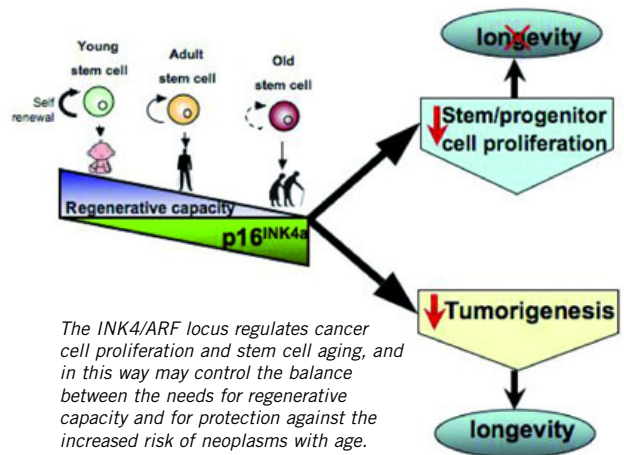 Young
stem cell
Adult
stem cell
Old
stem cell
Self
renewal
Regenerative capacity
p16INK4a
longevity
Stem/progenitor
cell proliferation
Tumorigenesis
longevity
The INK4/ARF locus regulates cancer
cell proliferation and stem cell aging, and
in this way may control the balance
between the needs for regenerative
capacity and for protection against the
increased risk of neoplasms with age.